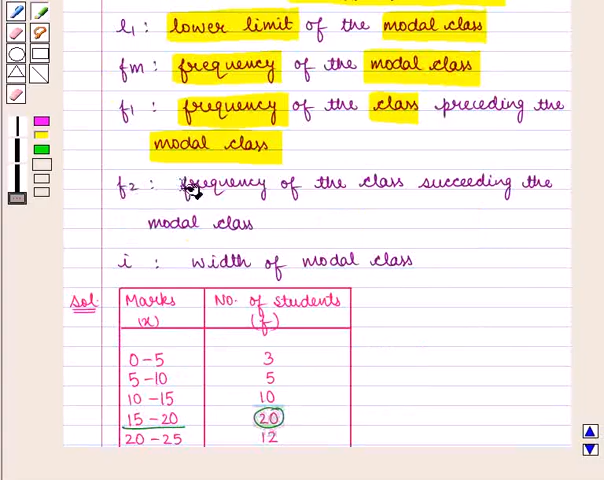 l1 : lower limit of the modal class
fm : frequency of the modal class
f1 : frequency of the class preceding the
modal class
f2 : frequency of the class succeeding the
modal class
i : width of modal class
Sol. Marks No. of students
(x) (f)
0-5 3
5-10 5
10-15 10
15-20 20
20-25 12